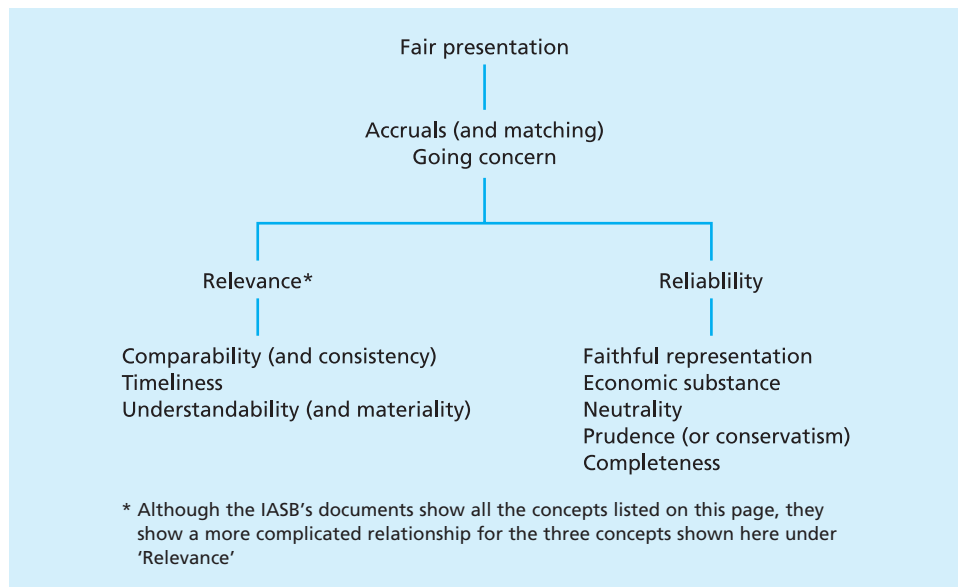 Fair presentation
Accruals (and matching)
Going concern
Relevance*
Reliablility
Comparability (and consistency)
Timeliness
Understandability (and materiality)
Faithful representation
Economic substance
Neutrality
Prudence (or conservatism)
Completeness
* Although the IASB’s documents show all the concepts listed on this page, they
show a more complicated relationship for the three concepts shown here under
‘Relevance’